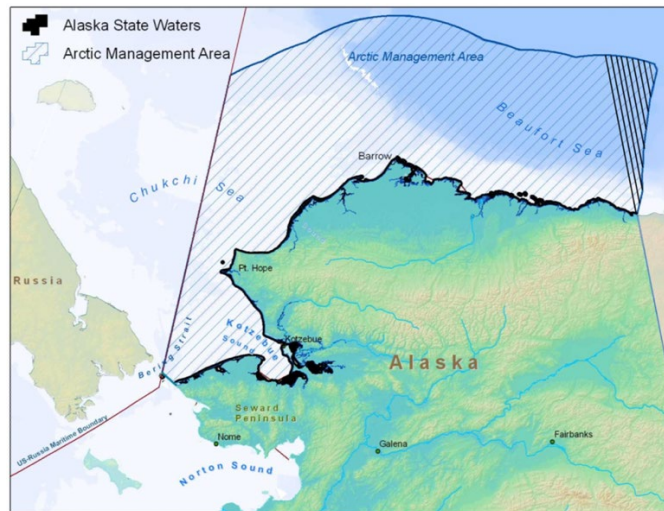 Alaska State Waters
Arctic Management Area
Arctic Management Area
Beaufort Sea
Barrow
Chukchi Sea
Pt. Hope
Russia
Kotzebue
Kotzebue
Sound
Bering Strait
Alaska
Seward
Peninsula
US-Russia Maritime Boundary
Nome
Galena
Fairbanks
Norton Sound